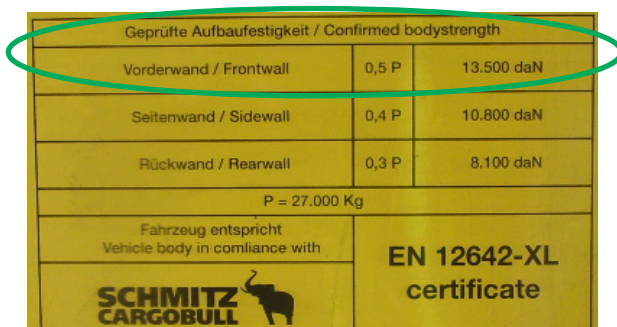 Geprüfte Aufbaufestigkeit / Confirmed bodystrength
Vorderwand / Frontwall 0,5 P 13.500 daN
Seitenwand / Sidewall 0,4 P 10.800 daN
Rückwand / Rearwall 0,3 P 8.100 daN
P = 27.000 Kg
Fahrzeug entspricht
Vehicle body in comliance with
EN 12642-XL
certificate
SCHMITZ
CARGOBULL